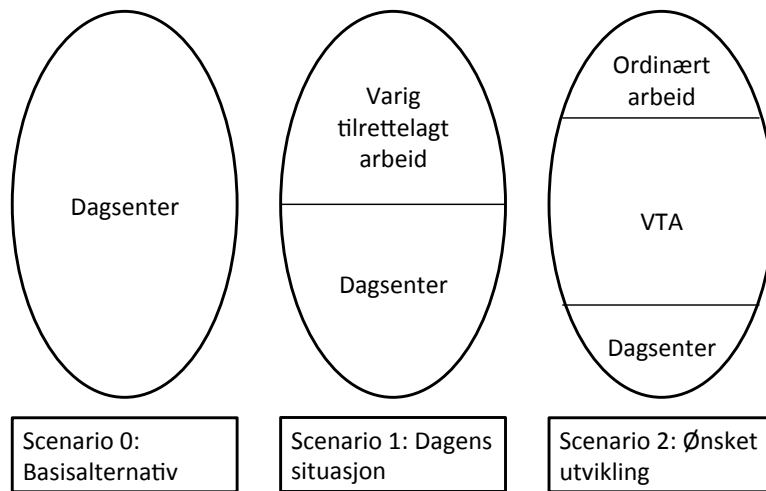 Dagsenter
Varig
tilrettelagt
arbeid
Dagsenter
Ordinært
arbeid
VTA
Dagsenter
Scenario 0:
Basisalternativ
Scenario 1: Dagens
situasjon
Scenario 2: Ønsket
utvikling